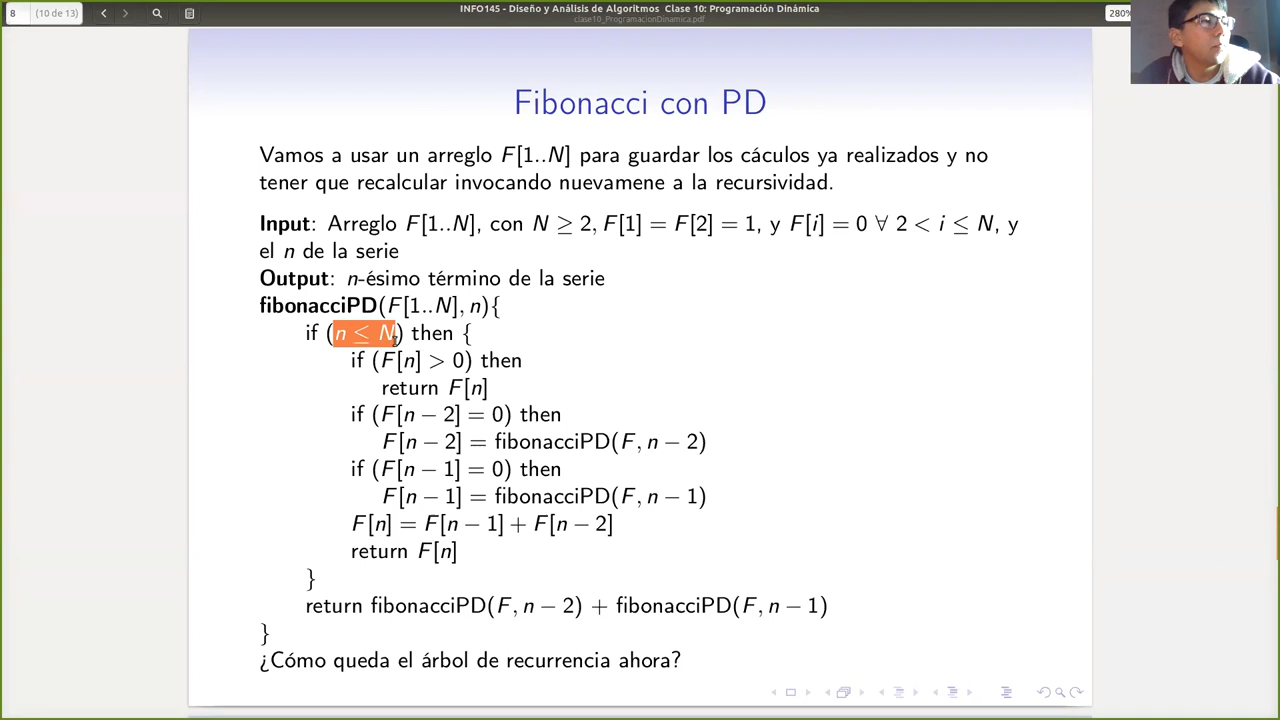 8
(10 de 13)
INFO145 - Diseño y Análisis de Algoritmos Clase 10: Programación Dinámica
clase10_ProgramacionDinamica.pdf
280%
Fibonacci con PD
Vamos a usar un arreglo F[1..N] para guardar los cáculos ya realizados y no
tener que recalcular invocando nuevamene a la recursividad.
Input: Arreglo F[1..N], con N ≥ 2, F[1] = F[2] = 1, y F[i] = 0 ∀ 2 < i ≤ N, y
el n de la serie
Output: n-ésimo término de la serie
fibonacciPD(F[1..N], n){
if (n ≤ N) then {
if (F[n] > 0) then
return F[n]
if (F[n − 2] = 0) then
F[n − 2] = fibonacciPD(F, n − 2)
if (F[n − 1] = 0) then
F[n − 1] = fibonacciPD(F, n − 1)
F[n] = F[n − 1] + F[n − 2]
return F[n]
}
return fibonacciPD(F, n − 2) + fibonacciPD(F, n − 1)
}
¿Cómo queda el árbol de recurrencia ahora?